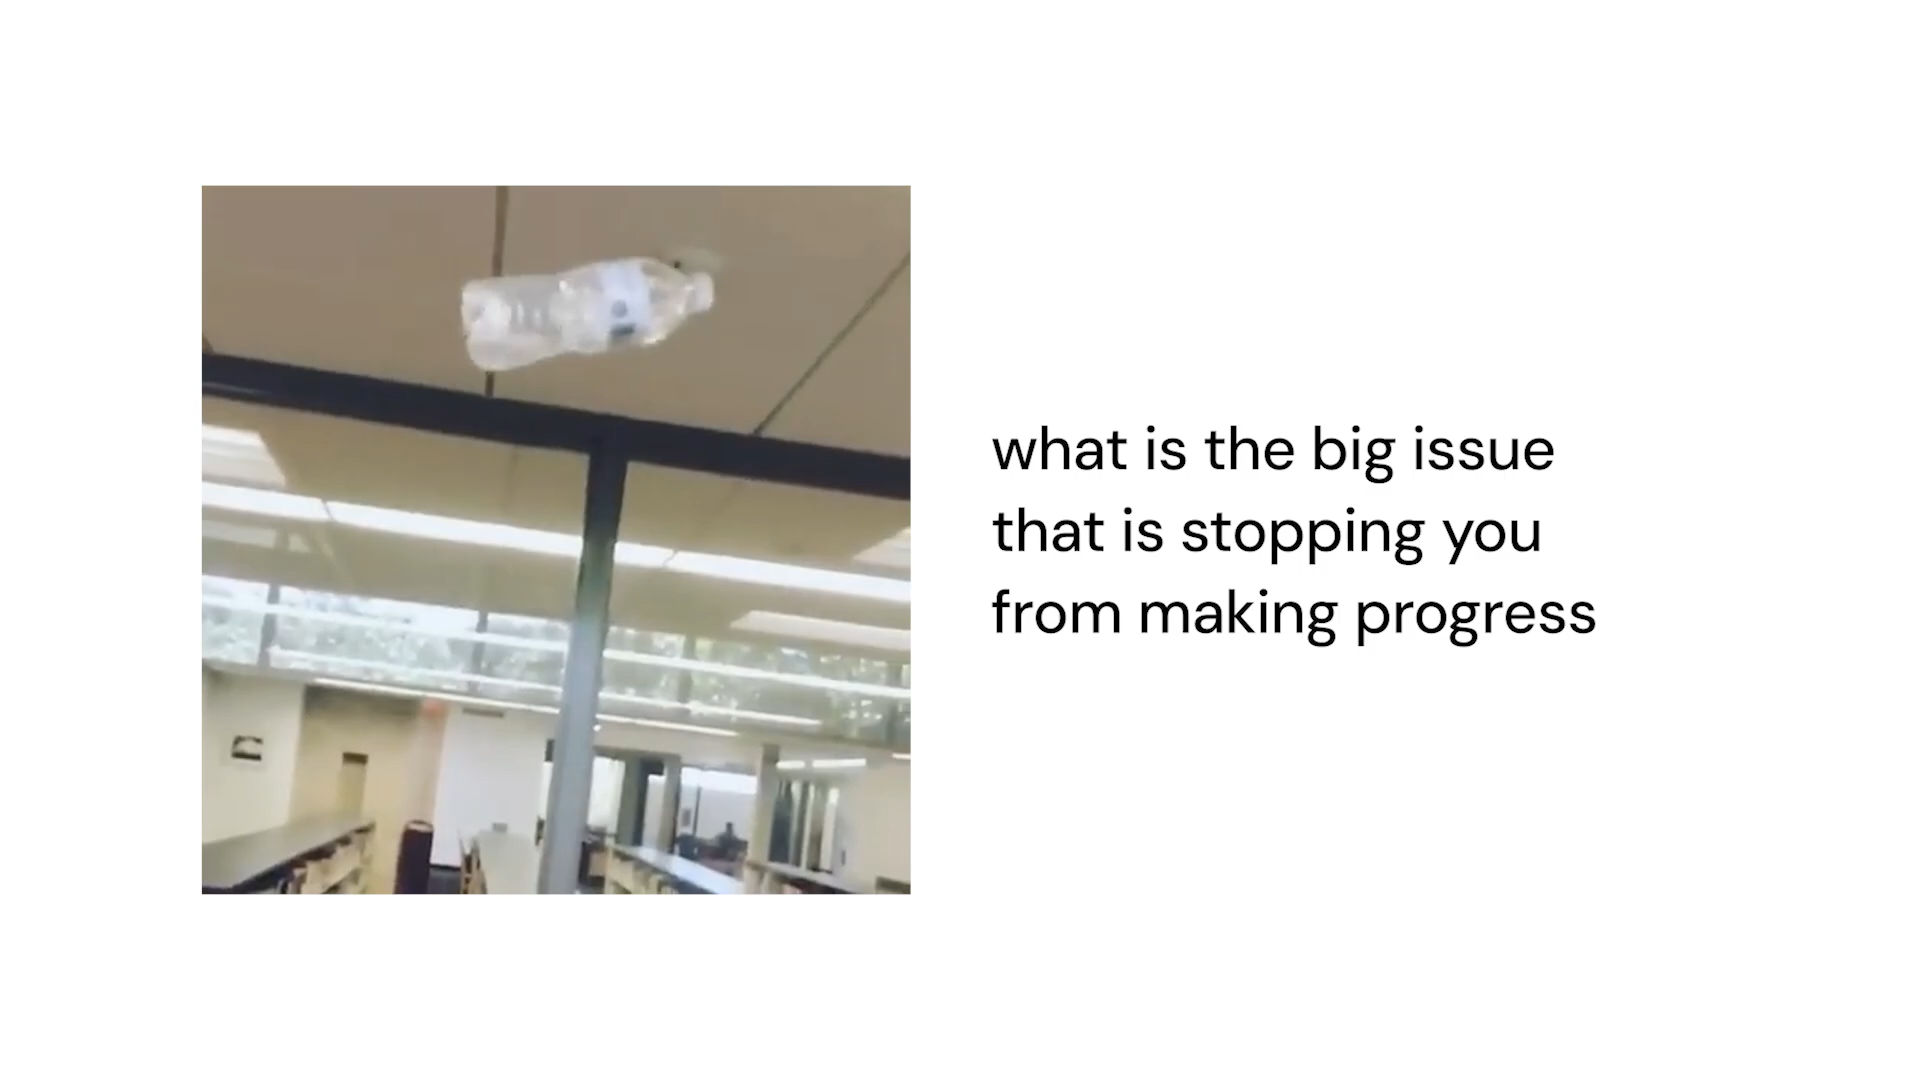 what is the big issue
that is stopping you
from making progress